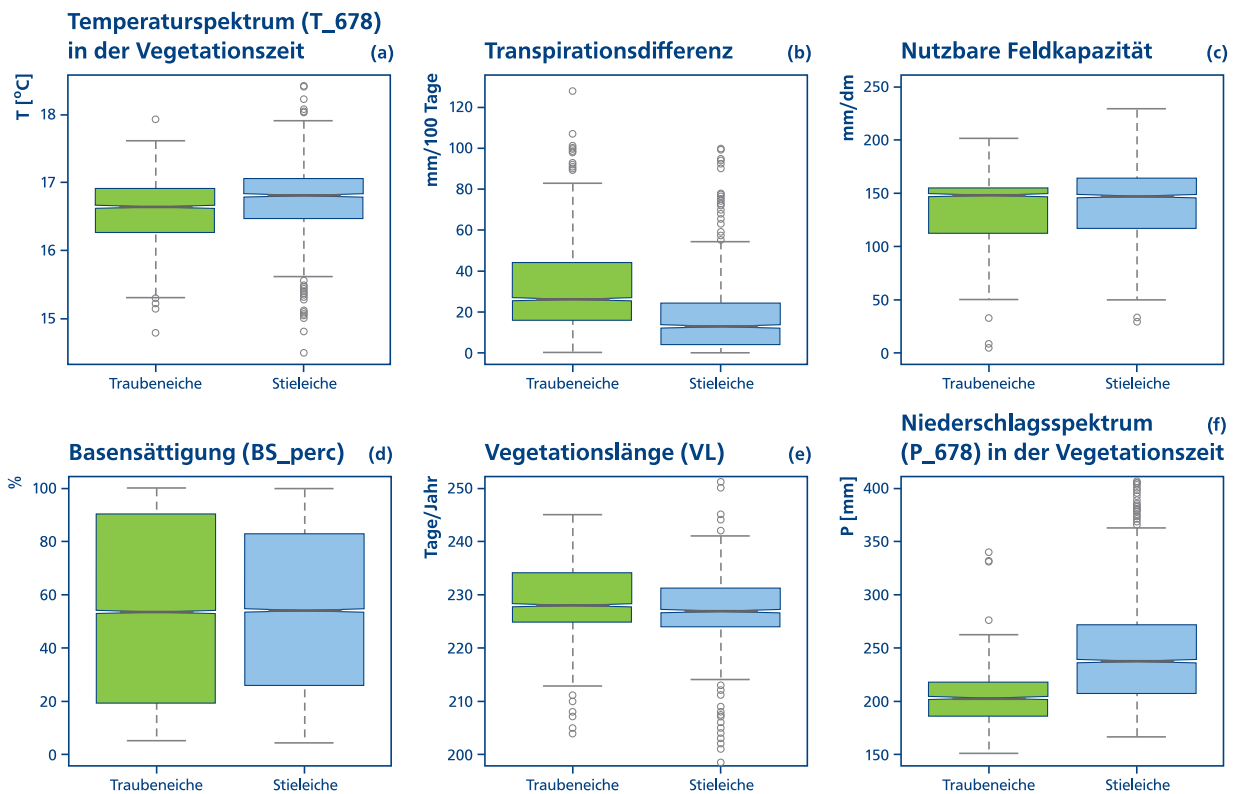 Temperaturspektrum (T_678)
in der Vegetationszeit (a)
T [°C]
18
17
16
15
Traubeneiche Stieleiche
Transpirationsdifferenz (b)
mm/100 Tage
120
100
80
60
40
20
0
Traubeneiche Stieleiche
Nutzbare Feldkapazität (c)
mm/dm
250
200
150
100
50
0
Traubeneiche Stieleiche
Basensättigung (BS_perc) (d)
%
100
80
60
40
20
0
Traubeneiche Stieleiche
Vegetationslänge (VL) (e)
Tage/Jahr
250
240
230
220
210
200
Traubeneiche Stieleiche
Niederschlagsspektrum (f)
(P_678) in der Vegetationszeit
P [mm]
400
350
300
250
200
150
Traubeneiche Stieleiche